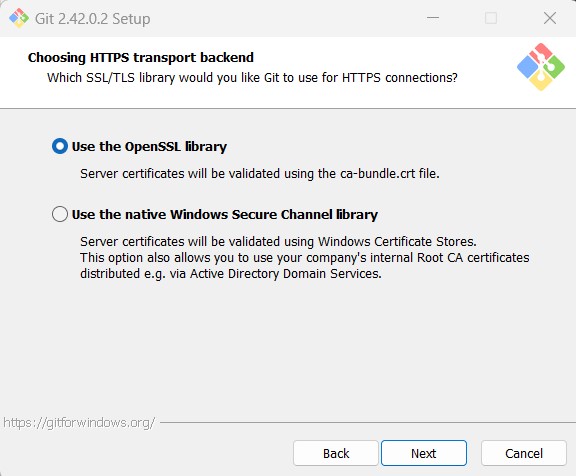 Git 2.42.0.2 Setup
Choosing HTTPS transport backend
Which SSL/TLS library would you like Git to use for HTTPS connections?
Use the OpenSSL library
Server certificates will be validated using the ca-bundle.crt file.
Use the native Windows Secure Channel library
Server certificates will be validated using Windows Certificate Stores.
This option also allows you to use your company's internal Root CA certificates
distributed e.g. via Active Directory Domain Services.
https://gitforwindows.org/
Back Next Cancel